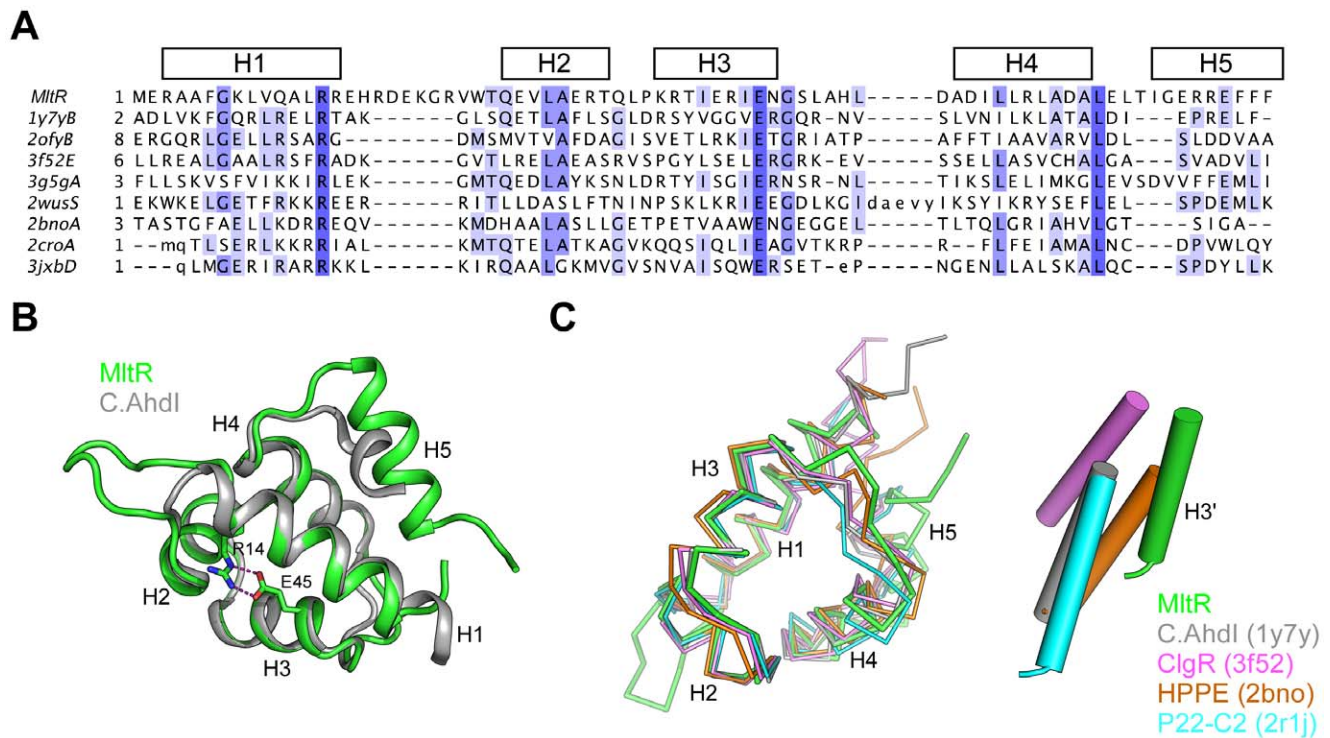 A
H1 H2 H3 H4 H5
MltR 1 MERAAFGKLVQALRREHRDEKGRVWTQEVLAERTQLPKRTIERIENGSLAHL-----DADILLRLADALELTIGERREFFF
1y7yB 2 ADLVKFGQRLRELRTAK------GLSQETLAFLSGLDRSYVGGVERGQR-NV-----SLVNILKLATALDI---EPRELF-
2ofyB 8 ERGQRLGELLRSARG--------DMSMVTVAFDAGISVETLRKIETGRIATP-----AFFTIAAVARVLDL---SLDDVAA
3f52E 6 LLREALGAALRSFRADK------GVTLRELAEASRVSPGYLSELERGRK-EV-----SSELLASVCHALGA---SVADVLI
3g5gA 3 FLLSKVSFVIKKIRLEK------GMTQEDLAYKSNLDRTYISGIERNSR-NL-----TIKSLELIMKGLEVSDVVFFEMLI
2wusS 1 EKWKELGETFRKKREER------RITLLDASLFTNINPSKLKRIEEGDLKGIdaevyIKSYIKRYSEFLEL---SPDEMLK
2bnoA 3 TASTGFAELLKDRREQV------KMDHAALASLLGETPETVAAWENGEGGEL-----TLTQLGRIAHVLGT---SIGA--
2croA 1 --mqTLSERLKKRRIAL------KMTQTELATKAGVKQQSIQLIEAGVTKRP-----R--FLFEIAMALNC---DPVWLQY
3jxbD 1 ---qLMGERIRARRKKL------KIRQAALGKMVGVSNVAISQWERSET-eP-----NGENLLALSKALQC---SPDYLLK
B
MltR
C.AhdI
H4
H5
R14
E45
H2
H1
H3
C
H3
H1
H5
H4
H2
H3'
MltR
C.AhdI (1y7y)
ClgR (3f52)
HPPE (2bno)
P22-C2 (2r1j)